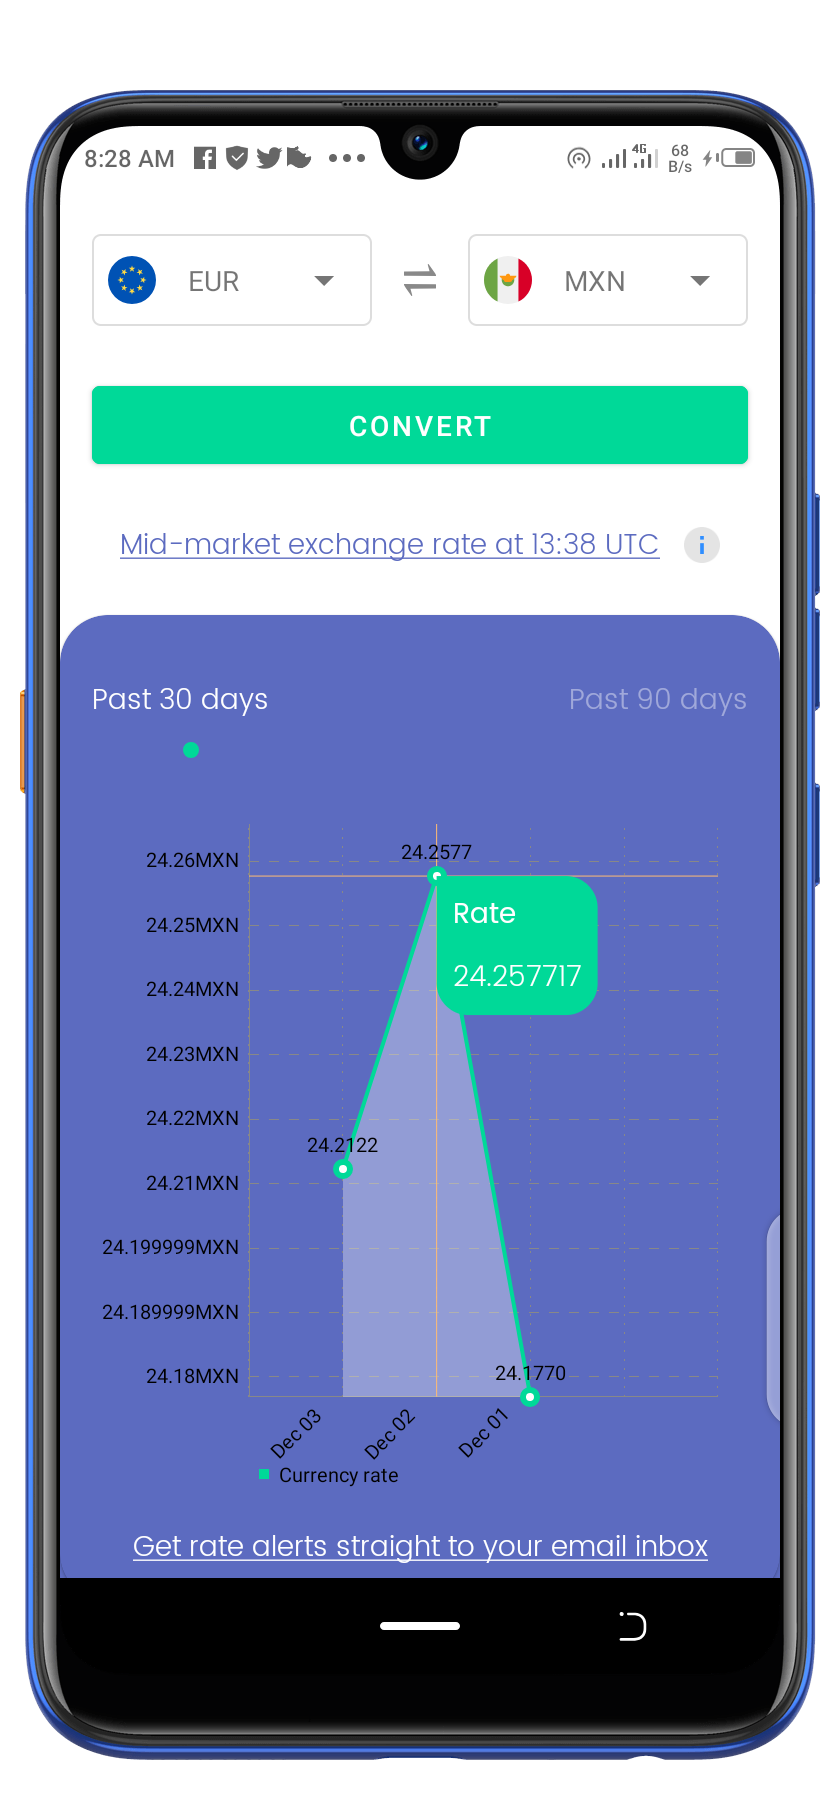 8:28 AM
4G
68
B/s
EUR
MXN
CONVERT
Mid-market exchange rate at 13:38 UTC
i
Past 30 days
Past 90 days
24.26MXN
24.25MXN
24.24MXN
24.23MXN
24.22MXN
24.21MXN
24.199999MXN
24.189999MXN
24.18MXN
24.2577
Rate
24.257717
24.2122
24.1770
Dec 03
Dec 02
Dec 01
Currency rate
Get rate alerts straight to your email inbox